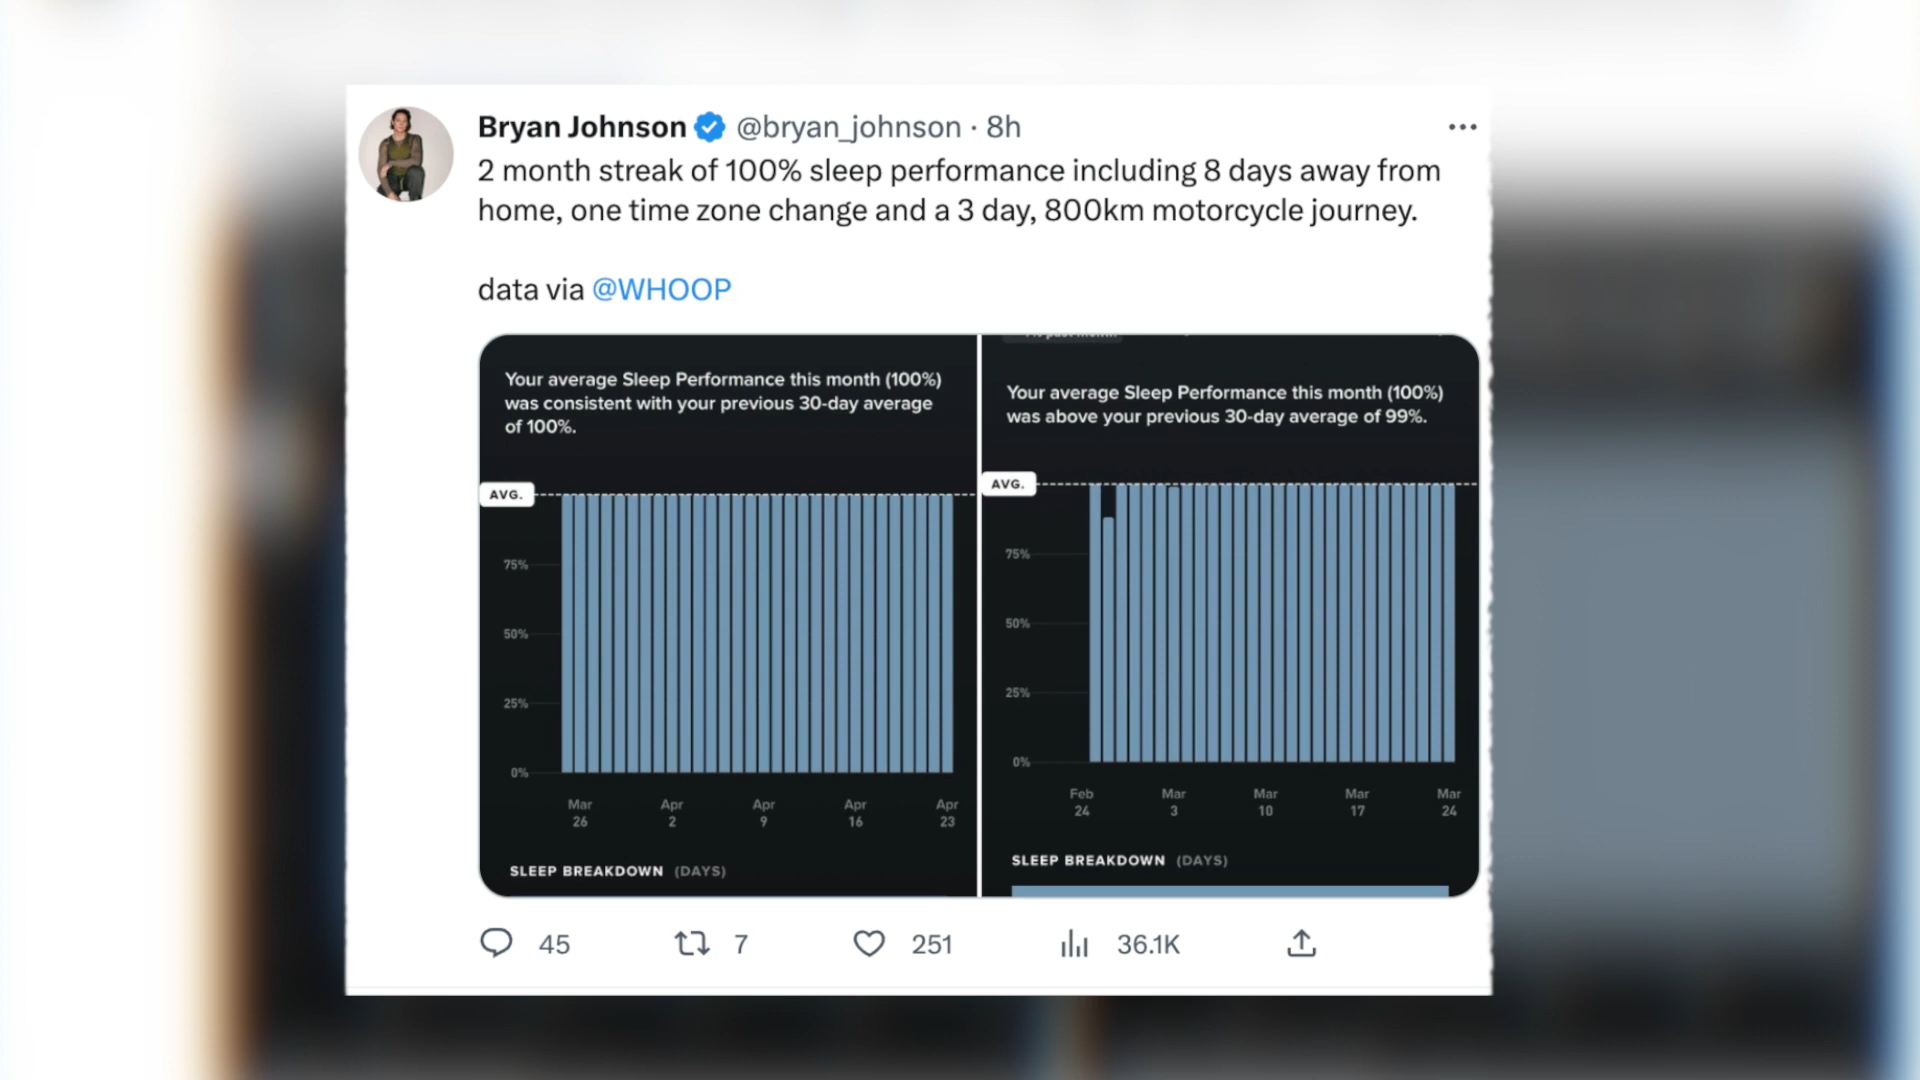 Bryan Johnson @bryan_johnson · 8h
2 month streak of 100% sleep performance including 8 days away from
home, one time zone change and a 3 day, 800km motorcycle journey.
data via @WHOOP
Your average Sleep Performance this month (100%)
was consistent with your previous 30-day average
of 100%.
AVG.
75%
50%
25%
0%
Mar 26
Apr 2
Apr 9
Apr 16
Apr 23
SLEEP BREAKDOWN (DAYS)
Your average Sleep Performance this month (100%)
was above your previous 30-day average of 99%.
AVG.
75%
50%
25%
0%
Feb 24
Mar 3
Mar 10
Mar 17
Mar 24
SLEEP BREAKDOWN (DAYS)
45 7 251 36.1K